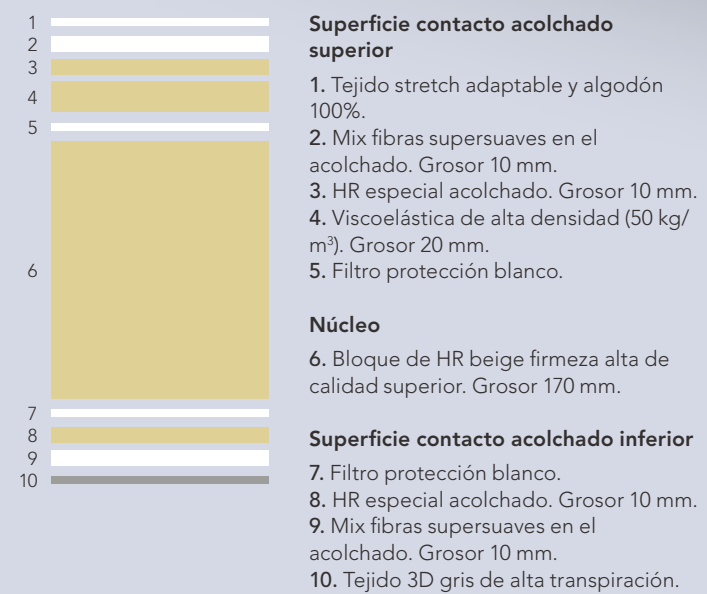 1
2
3
4
5
6
7
8
9
10
Superficie contacto acolchado
superior
1. Tejido stretch adaptable y algodón
100%.
2. Mix fibras supersuaves en el
acolchado. Grosor 10 mm.
3. HR especial acolchado. Grosor 10 mm.
4. Viscoelástica de alta densidad (50 kg/
m³). Grosor 20 mm.
5. Filtro protección blanco.
Núcleo
6. Bloque de HR beige firmeza alta de
calidad superior. Grosor 170 mm.
Superficie contacto acolchado inferior
7. Filtro protección blanco.
8. HR especial acolchado. Grosor 10 mm.
9. Mix fibras supersuaves en el
acolchado. Grosor 10 mm.
10. Tejido 3D gris de alta transpiración.